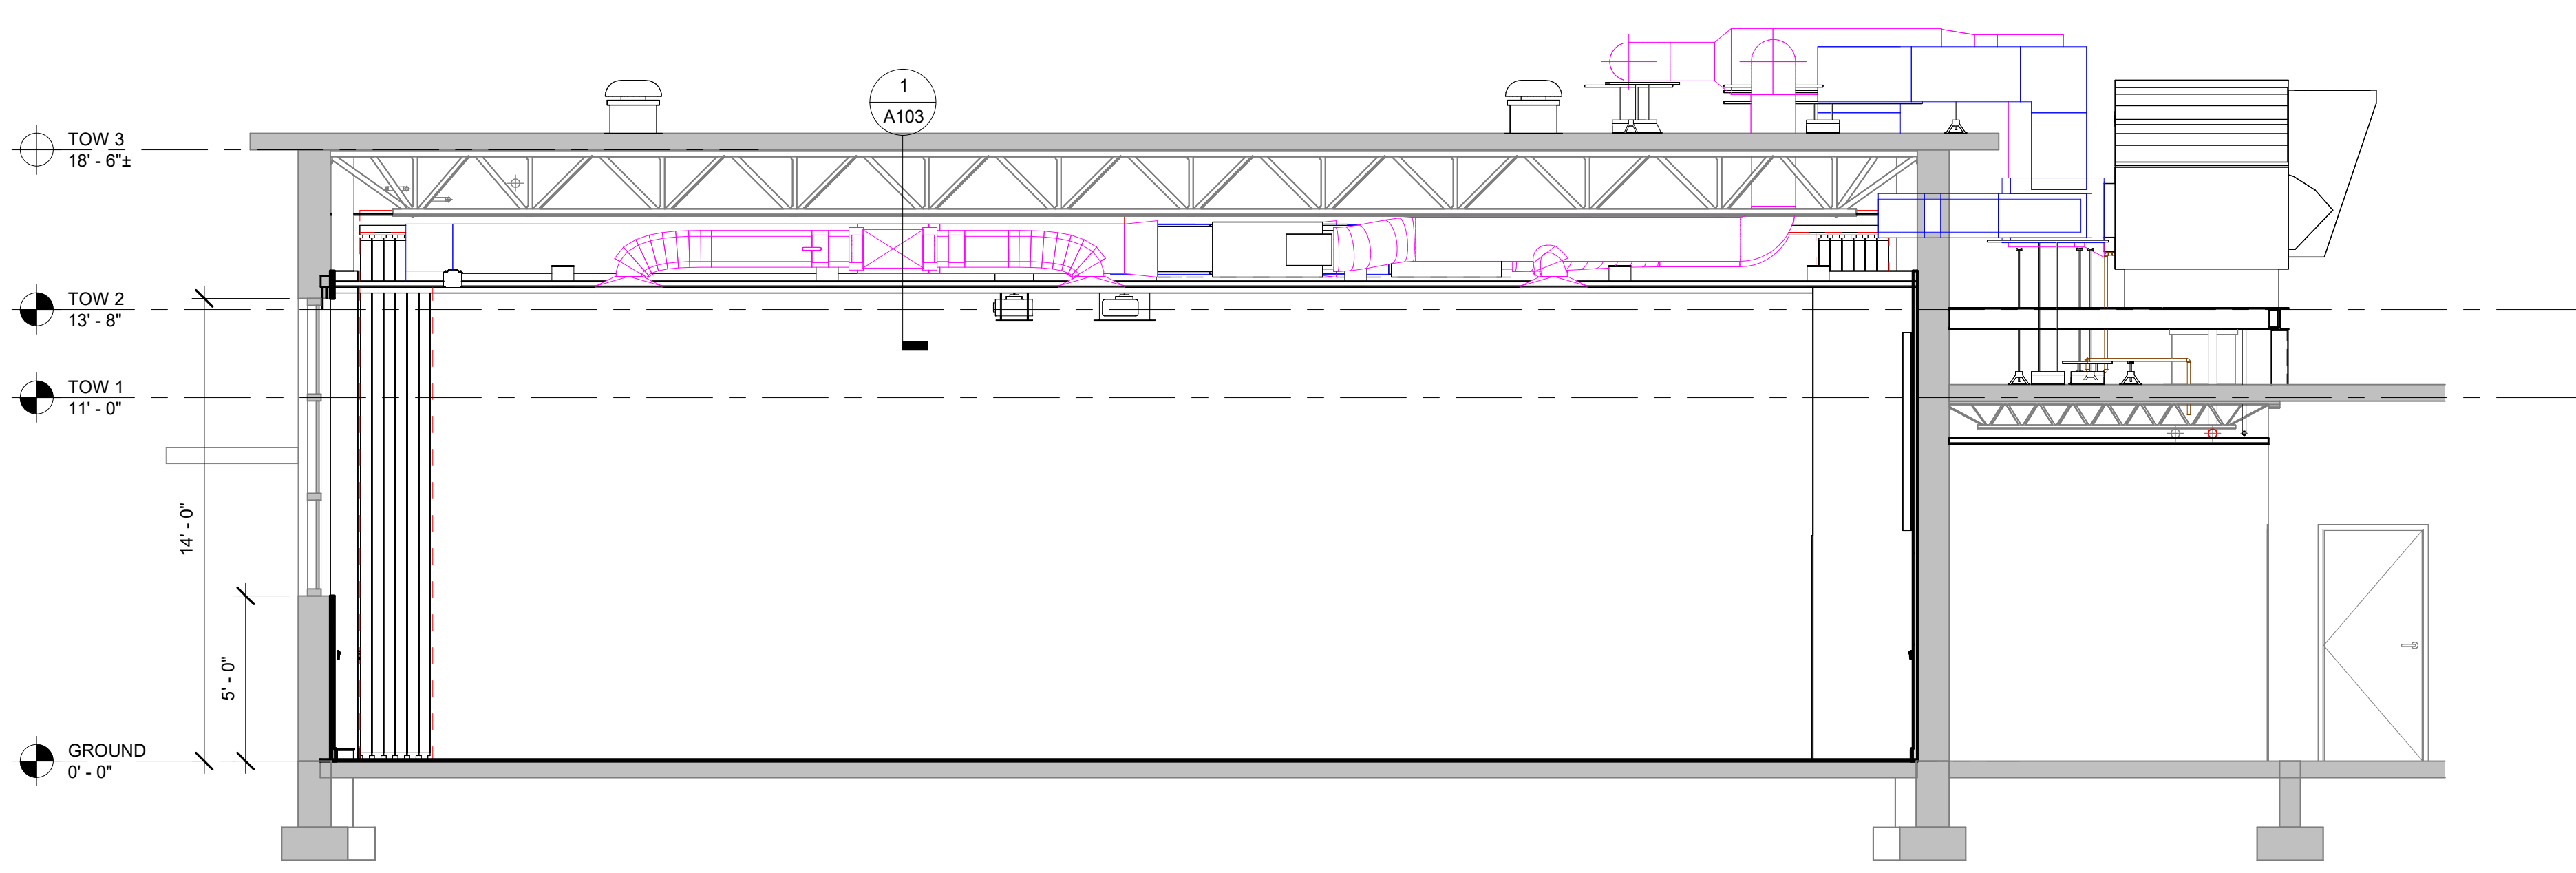 1
A103
TOW 3
18' - 6"±
TOW 2
13' - 8"
TOW 1
11' - 0"
14' - 0"
5' - 0"
GROUND
0' - 0"